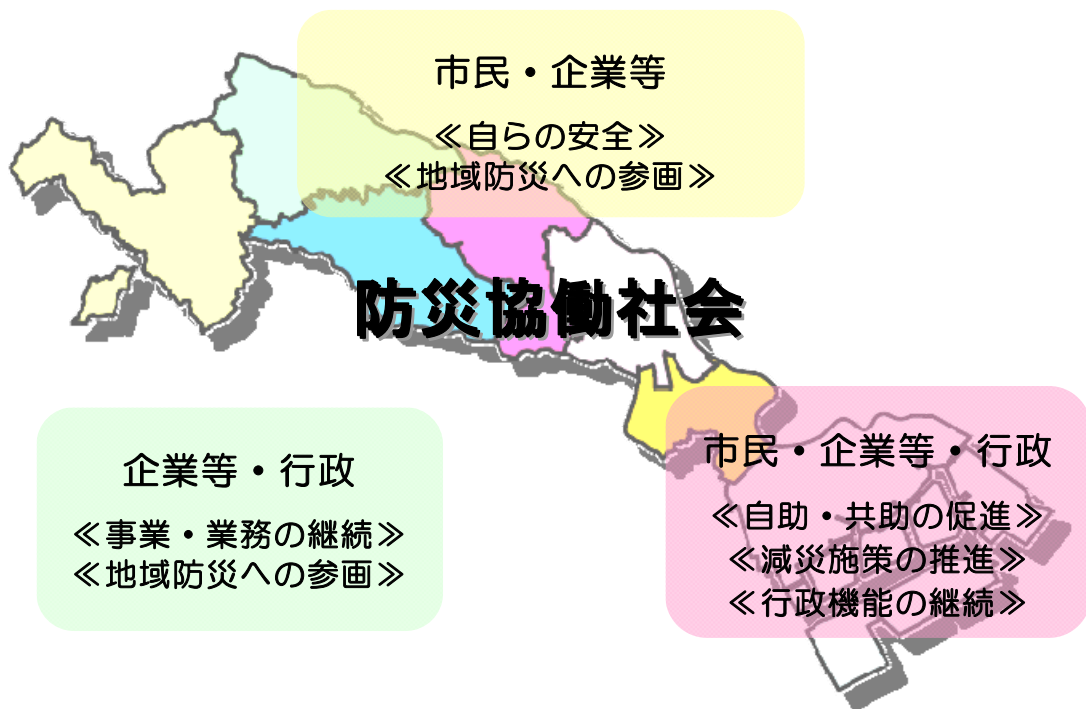 市民・企業等
≪自らの安全≫
≪地域防災への参画≫
防災協働社会
企業等・行政
≪事業・業務の継続≫
≪地域防災への参画≫
市民・企業等・行政
≪自助・共助の促進≫
≪減災施策の推進≫
≪行政機能の継続≫